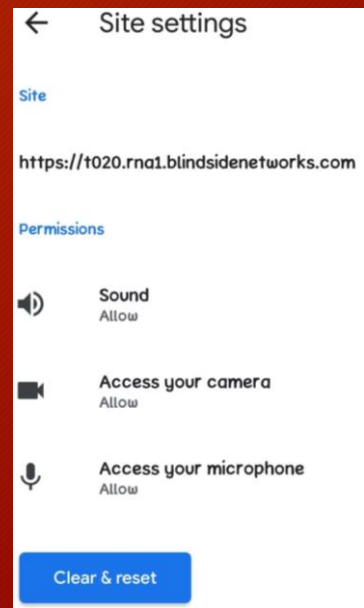 Site settings
Site
https://t020.rna1.blindsidenetworks.com
Permissions
Sound
Allow
Access your camera
Allow
Access your microphone
Allow
Clear & reset